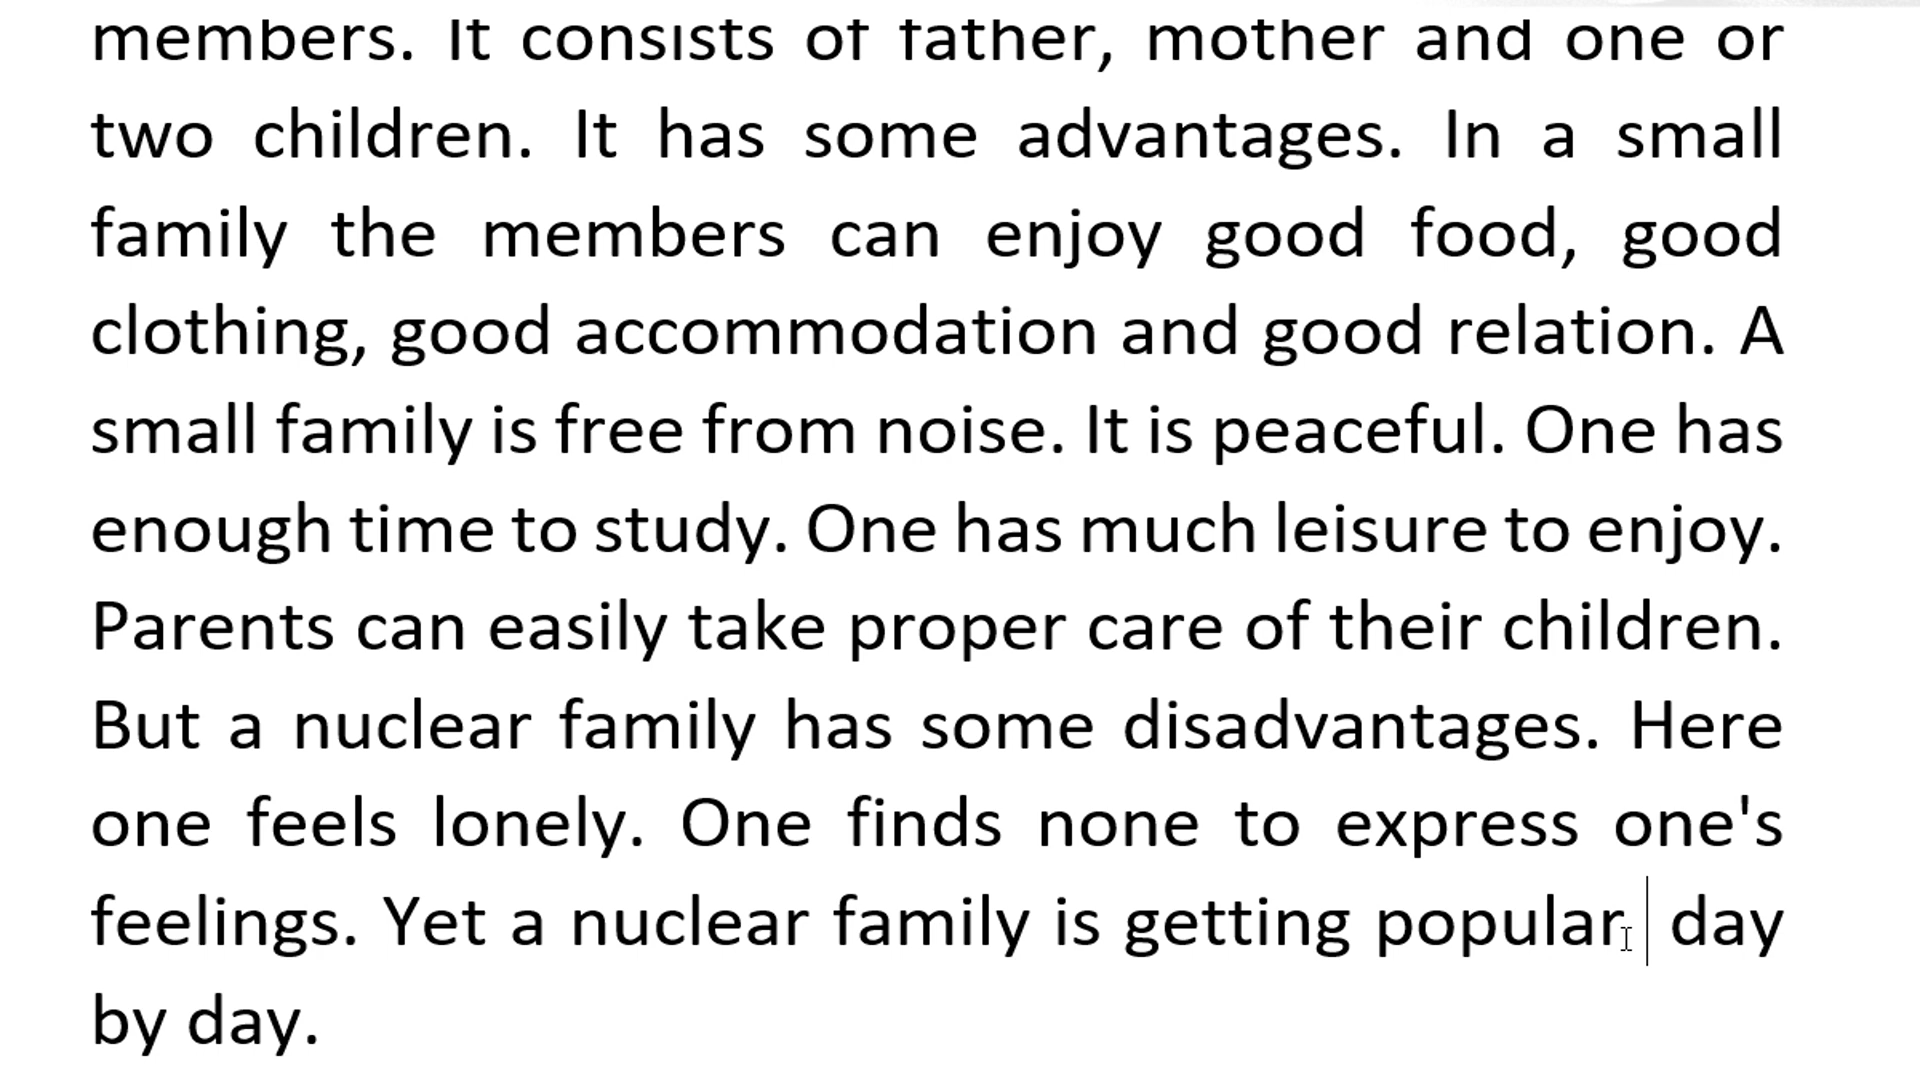 members. It consists of father, mother and one or
two children. It has some advantages. In a small
family the members can enjoy good food, good
clothing, good accommodation and good relation. A
small family is free from noise. It is peaceful. One has
enough time to study. One has much leisure to enjoy.
Parents can easily take proper care of their children.
But a nuclear family has some disadvantages. Here
one feels lonely. One finds none to express one's
feelings. Yet a nuclear family is getting popular day
by day.